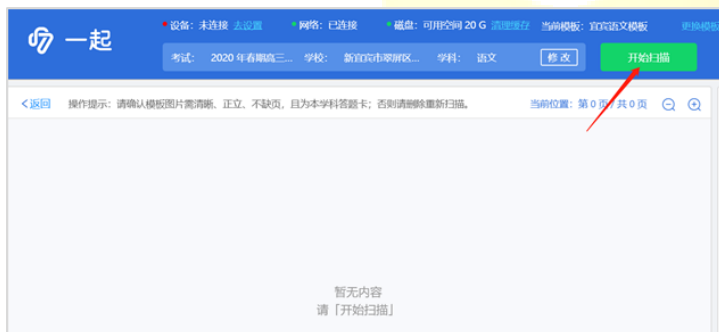 一起
设备: 未连接 去设置 网络: 已连接 磁盘: 可用空间 20 G 清理缓存 当前模板: 宜宾语文模板 更换模板
考试: 2020 年春期高三... 学校: 新宜宾市翠屏区... 学科: 语文 修改 开始扫描
<返回 操作提示: 请确认模板图片需清晰、正立、不缺页, 且为本学科答题卡; 否则请删除重新扫描。 当前位置: 第 0 页 / 共 0 页
暂无内容
请「开始扫描」